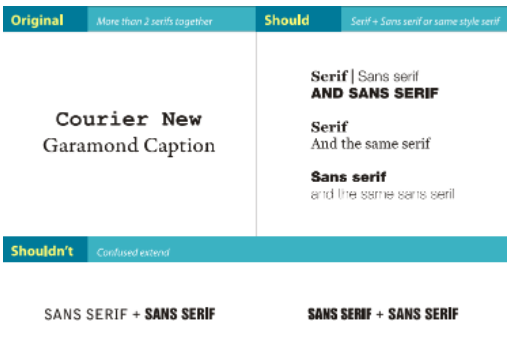 Original More than 2 serifs together
Courier New
Garamond Caption
Should Serif + Sans serif or same style serif
Serif | Sans serif
AND SANS SERIF
Serif
And the same serif
Sans serif
and the same sans serif
Shouldn't Confused extend
SANS SERIF + SANS SERIF
SANS SERIF + SANS SERIF